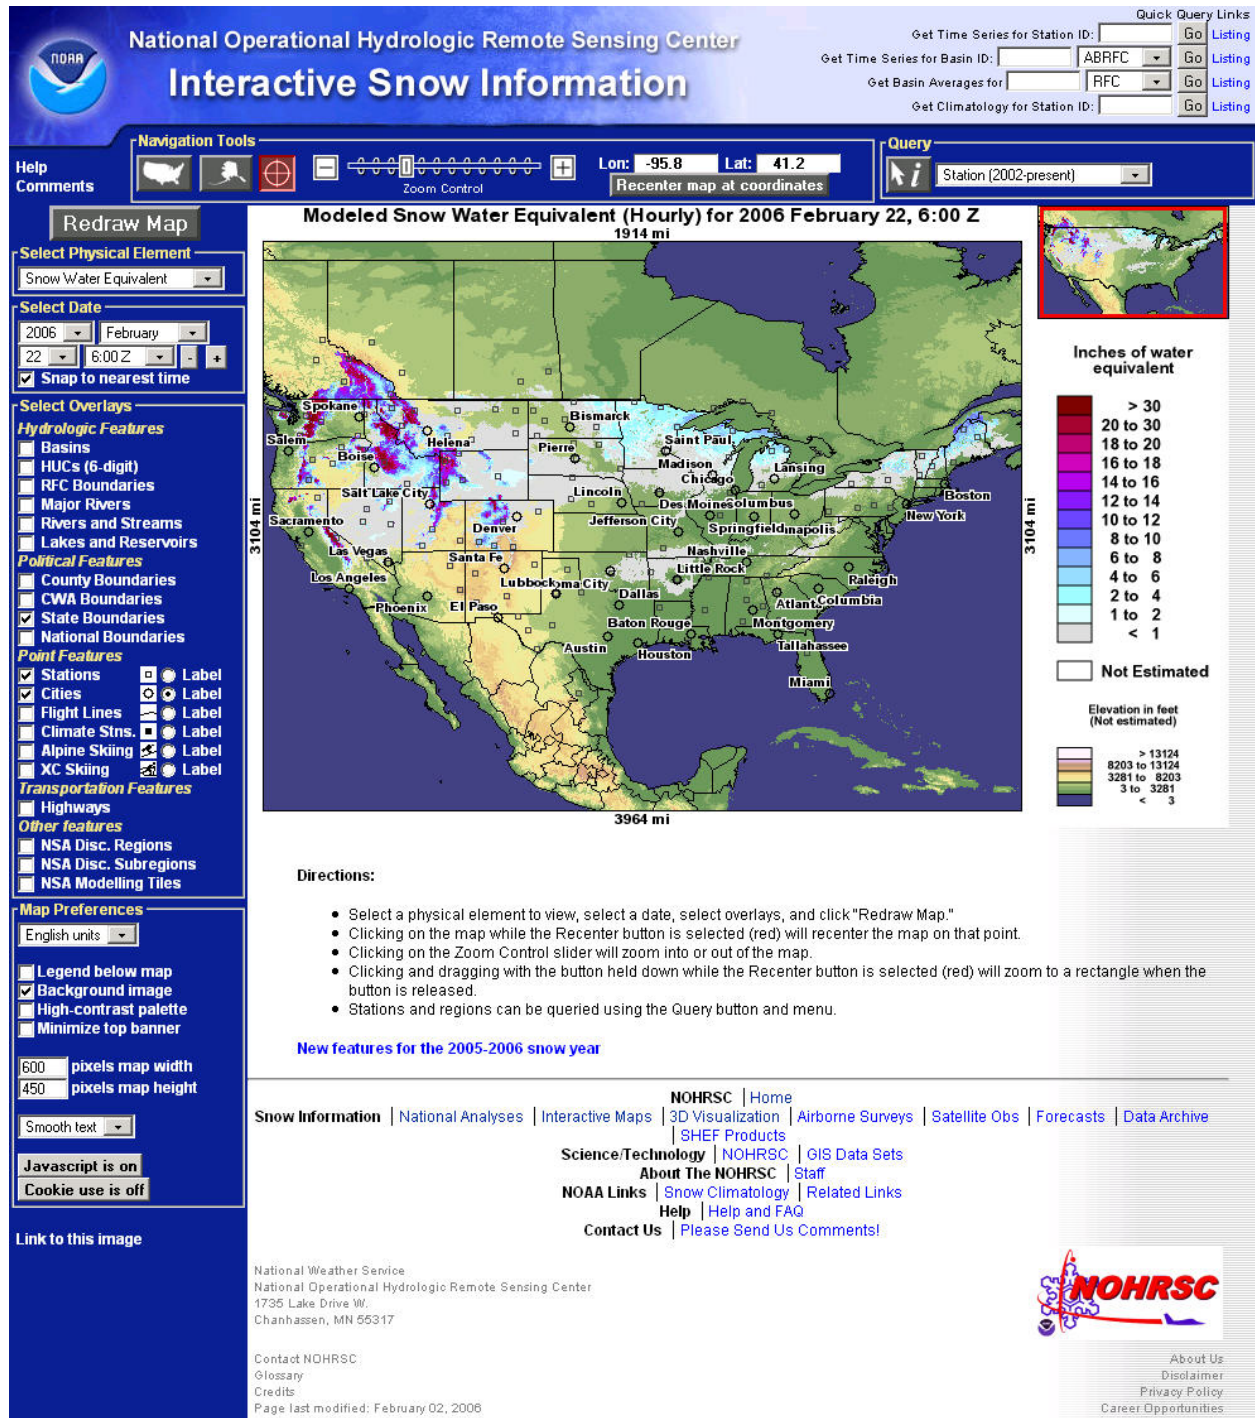 NOAA
National Operational Hydrologic Remote Sensing Center
Interactive Snow Information
Quick Query Links
Get Time Series for Station ID: Go Listing
Get Time Series for Basin ID: ABRFC Go Listing
Get Basin Averages for RFC Go Listing
Get Climatology for Station ID: Go Listing
Help
Comments
Navigation Tools
Zoom Control
Lon: -95.8 Lat: 41.2
Recenter map at coordinates
Query
i Station (2002-present)
Redraw Map
Select Physical Element
Snow Water Equivalent
Select Date
2006 February
22 6:00 Z - +
Snap to nearest time
Select Overlays
Hydrologic Features
Basins
HUCs (6-digit)
RFC Boundaries
Major Rivers
Rivers and Streams
Lakes and Reservoirs
Political Features
County Boundaries
CWA Boundaries
State Boundaries
National Boundaries
Point Features
Stations Label
Cities Label
Flight Lines Label
Climate Stns. Label
Alpine Skiing Label
XC Skiing Label
Transportation Features
Highways
Other features
NSA Disc. Regions
NSA Disc. Subregions
NSA Modelling Tiles
Map Preferences
English units
Legend below map
Background image
High-contrast palette
Minimize top banner
600 pixels map width
450 pixels map height
Smooth text
Javascript is on
Cookie use is off
Link to this image
Modeled Snow Water Equivalent (Hourly) for 2006 February 22, 6:00 Z
1914 mi
3104 mi
3104 mi
3964 mi
Spokane
Bismarck
Salem
Helena
Saint Paul
Pierre
Boise
Madison
Lansing
Chicago
Salt Lake City
Lincoln
Boston
Des Moines
olumbus
New York
Sacramento
Denver
Jefferson City
Springfield
napolis
Las Vegas
Santa Fe
Nashville
Los Angeles
Lubbock
oma City
Little Rock
Raleigh
Phoenix
El Paso
Dallas
Atlanta
Columbia
Baton Rouge
Montgomery
Austin
Houston
Tallahassee
Miami
Inches of water
equivalent
> 30
20 to 30
18 to 20
16 to 18
14 to 16
12 to 14
10 to 12
8 to 10
6 to 8
4 to 6
2 to 4
1 to 2
< 1
Not Estimated
Elevation in feet
(Not estimated)
> 13124
8203 to 13124
3281 to 8203
3 to 3281
< 3
Directions:
• Select a physical element to view, select a date, select overlays, and click "Redraw Map."
• Clicking on the map while the Recenter button is selected (red) will recenter the map on that point.
• Clicking on the Zoom Control slider will zoom into or out of the map.
• Clicking and dragging with the button held down while the Recenter button is selected (red) will zoom to a rectangle when the
button is released.
• Stations and regions can be queried using the Query button and menu.
New features for the 2005-2006 snow year
NOHRSC | Home
Snow Information | National Analyses | Interactive Maps | 3D Visualization | Airborne Surveys | Satellite Obs | Forecasts | Data Archive
| SHEF Products
Science/Technology | NOHRSC | GIS Data Sets
About The NOHRSC | Staff
NOAA Links | Snow Climatology | Related Links
Help | Help and FAQ
Contact Us | Please Send Us Comments!
National Weather Service
National Operational Hydrologic Remote Sensing Center
1735 Lake Drive W.
Chanhassen, MN 55317
NOHRSC
Contact NOHRSC
Glossary
Credits
Page last modified: February 02, 2006
About Us
Disclaimer
Privacy Policy
Career Opportunities